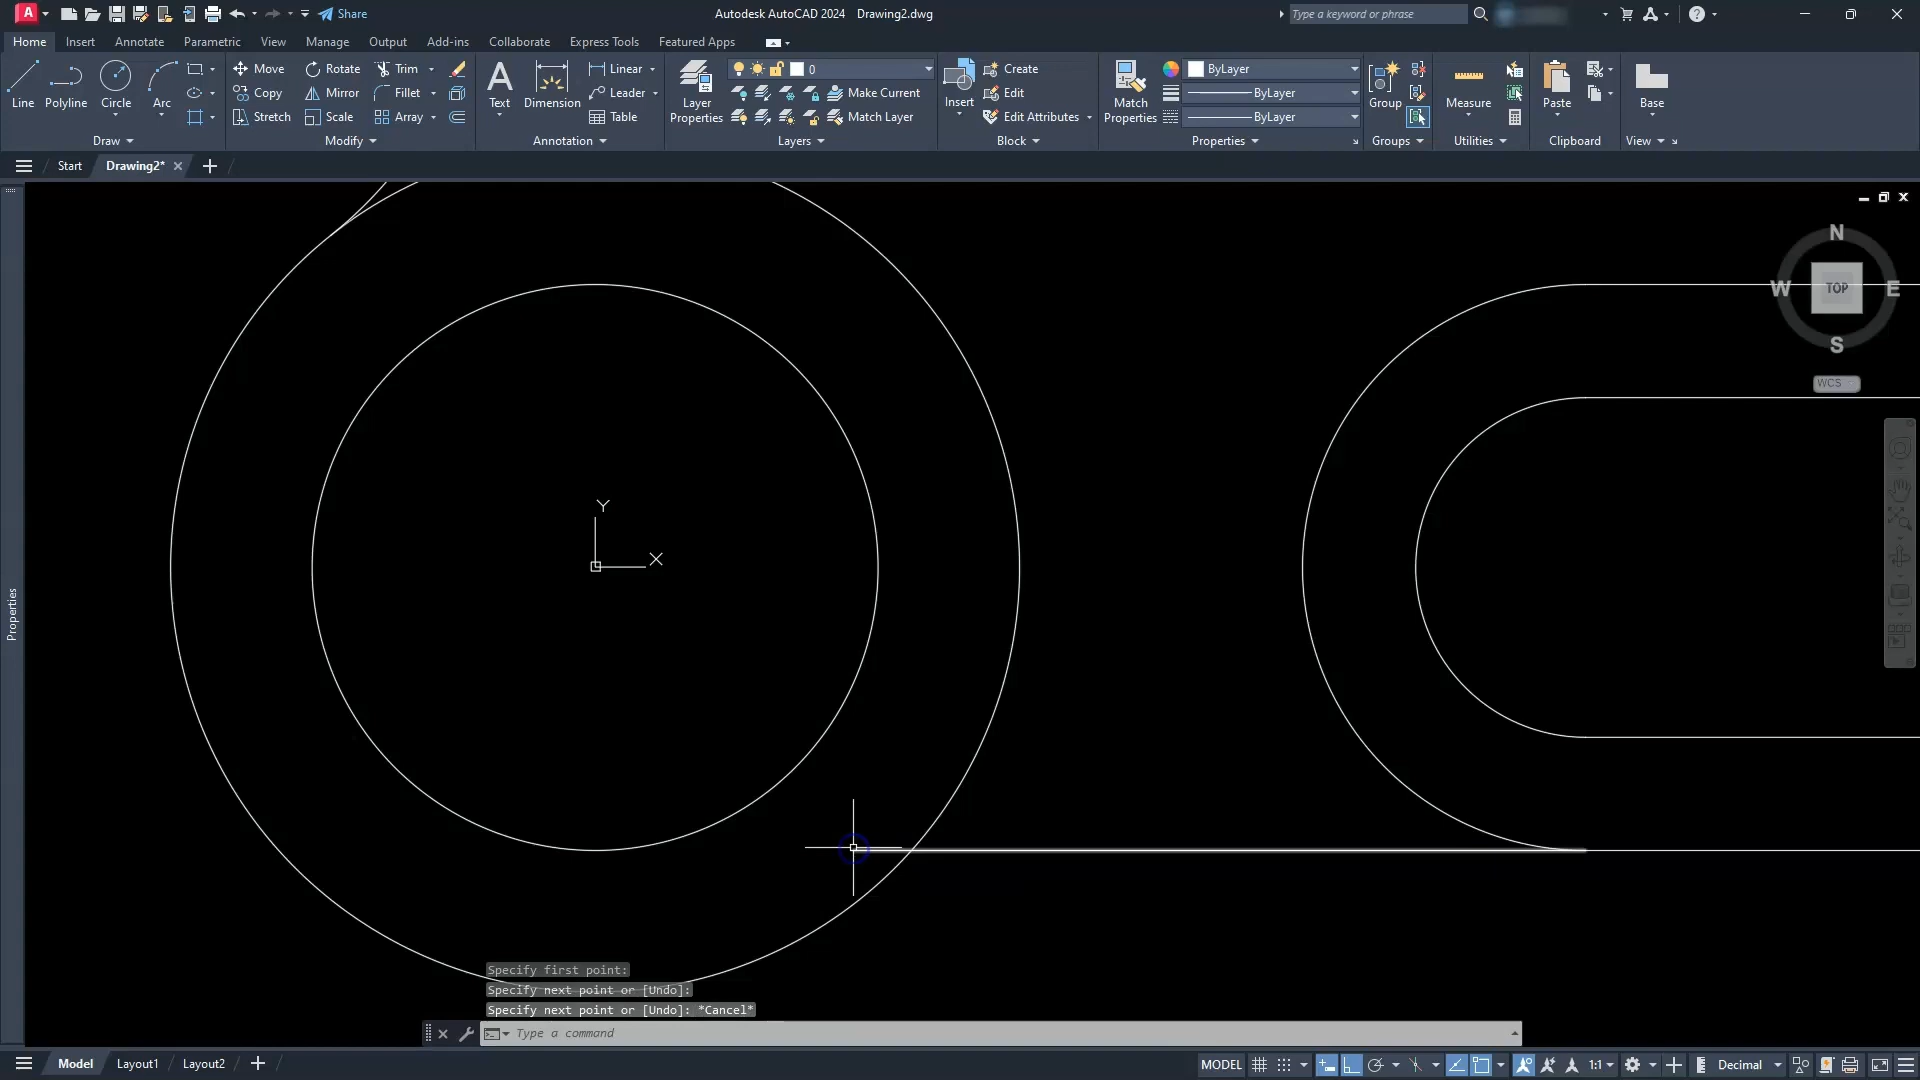 A Share Autodesk AutoCAD 2024 Drawing2.dwg Type a keyword or phrase
Home Insert Annotate Parametric View Manage Output Add-ins Collaborate Express Tools Featured Apps
Line Polyline Circle Arc
Draw
Move Rotate Trim
Copy Mirror Fillet
Stretch Scale Array
Modify
Text Dimension
Linear
Leader
Table
Annotation
Layer
Properties
0
Make Current
Match Layer
Layers
Insert
Create
Edit
Edit Attributes
Block
Match
Properties
ByLayer
ByLayer
ByLayer
Properties
Group
Groups
Measure
Utilities
Paste
Clipboard
Base
View
Start Drawing2*
N
W TOP E
S
WCS
Y
X
Properties
Specify first point:
Specify next point or [Undo]:
Specify next point or [Undo]: *Cancel*
Type a command
Model Layout1 Layout2 MODEL 1:1 Decimal